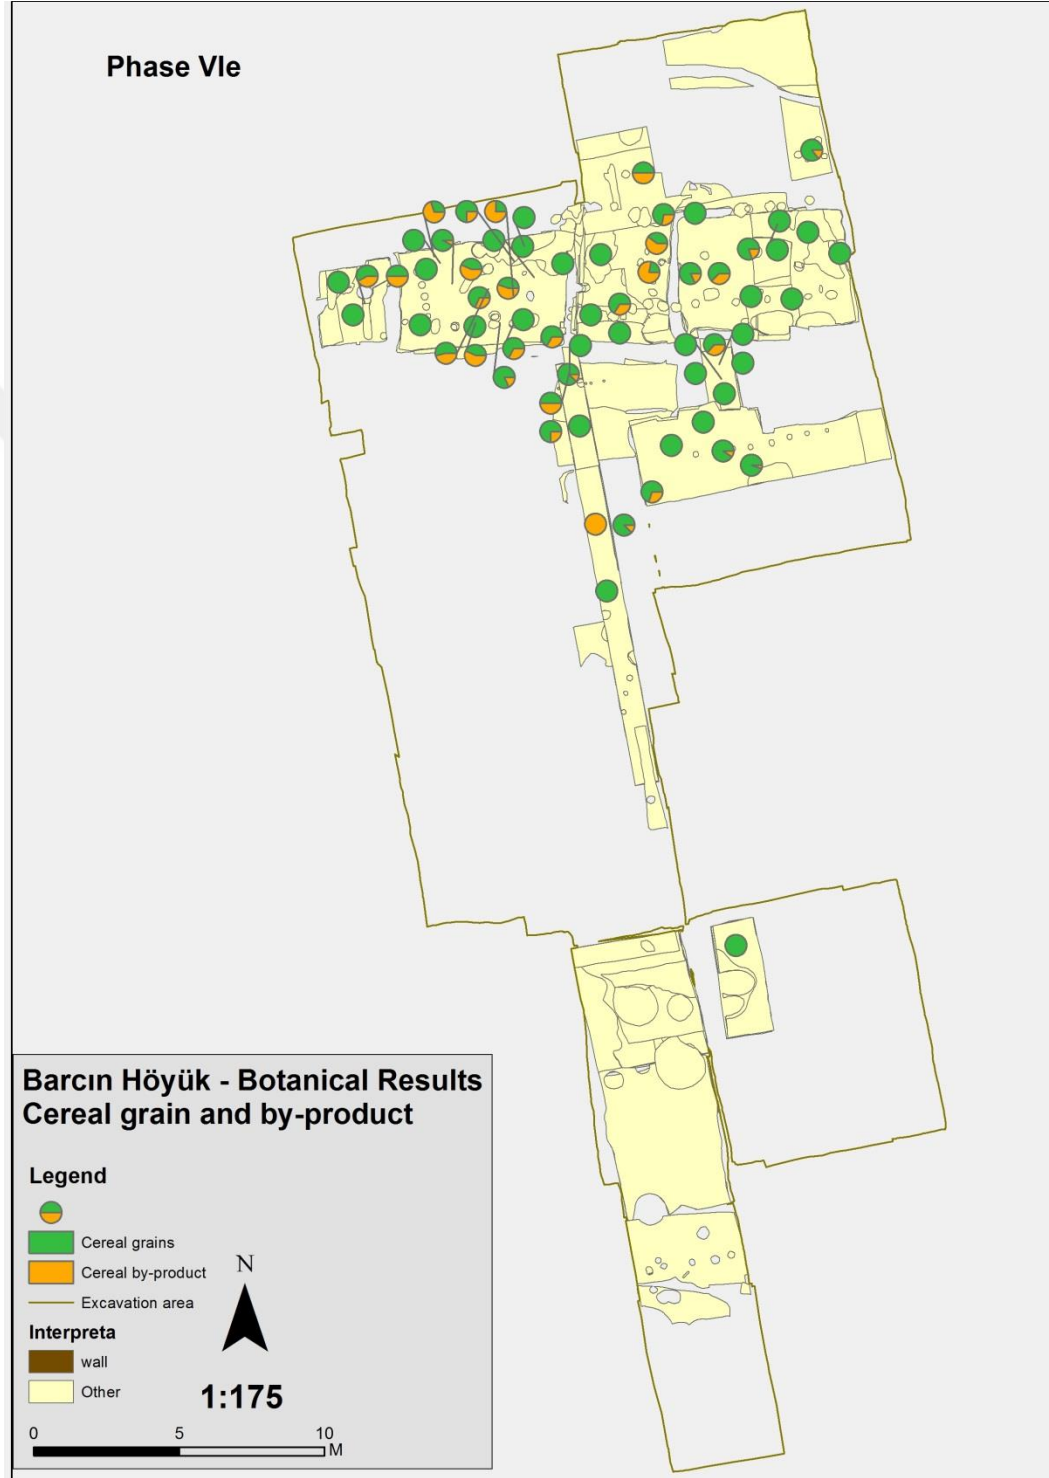 Phase VIe
Barcın Höyük - Botanical Results
Cereal grain and by-product
Legend
Cereal grains
Cereal by-product
Excavation area
Interpreta
wall
Other
N
1:175
0 5 10
M